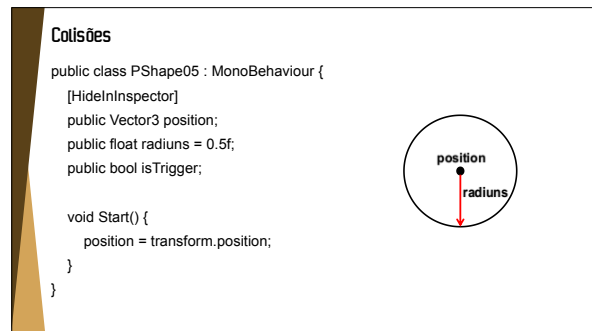 Colisões
public class PShape05 : MonoBehaviour {
[HideInInspector]
public Vector3 position;
public float radiuns = 0.5f;
public bool isTrigger;
void Start() {
position = transform.position;
}
}
position
radiuns